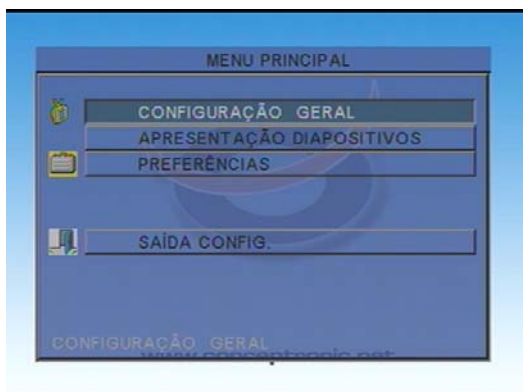 MENU PRINCIPAL
CONFIGURAÇÃO GERAL
APRESENTAÇÃO DIAPOSITIVOS
PREFERÊNCIAS
SAÍDA CONFIG.
CONFIGURAÇÃO GERAL
www.conceptronic.net